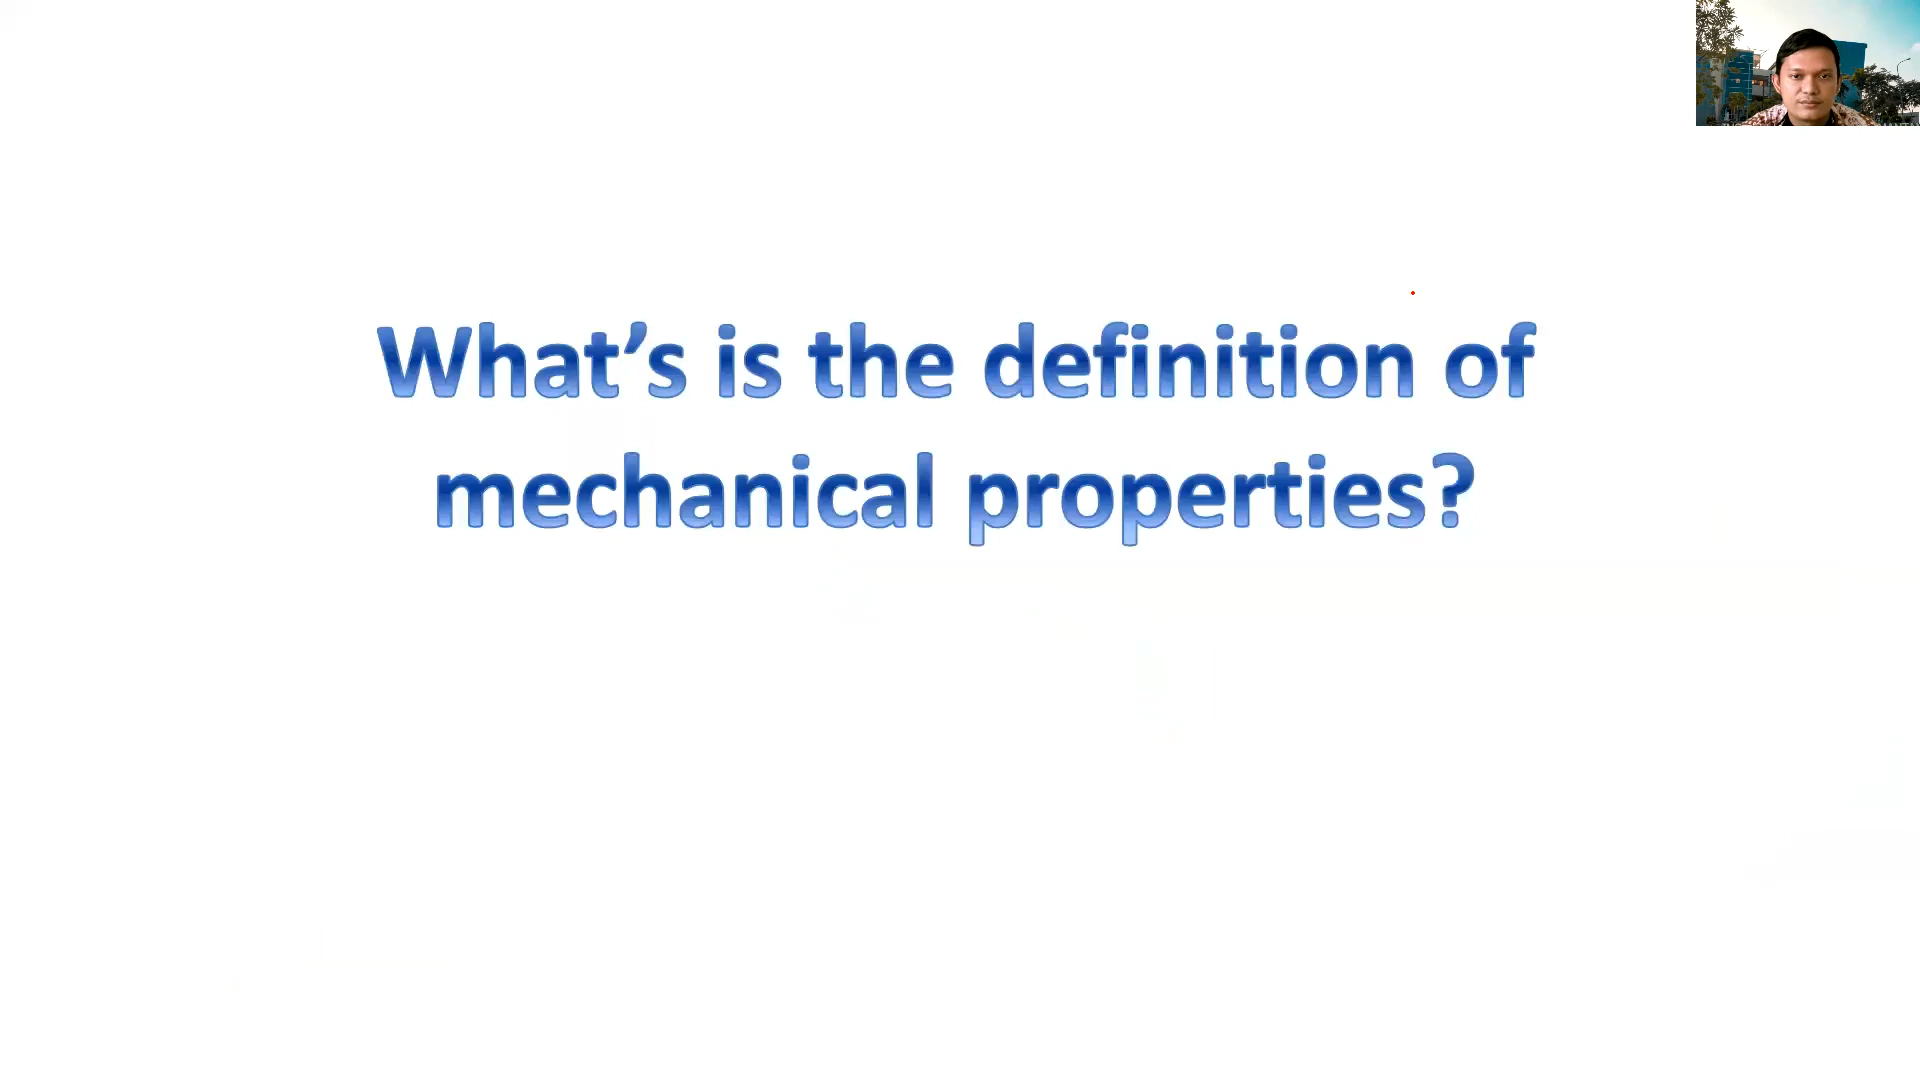 What’s is the definition of
mechanical properties?